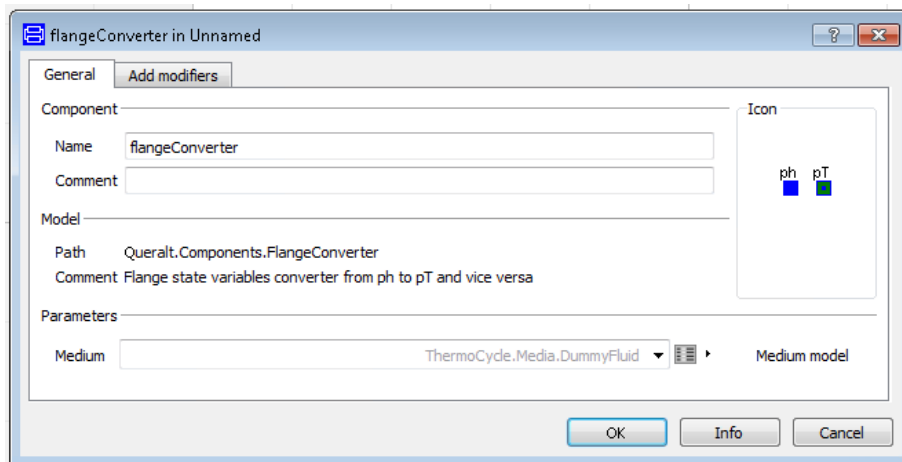 flangeConverter in Unnamed
General Add modifiers
Component Icon
Name flangeConverter
Comment
ph pT
Model
Path Queralt.Components.FlangeConverter
Comment Flange state variables converter from ph to pT and vice versa
Parameters
Medium ThermoCycle.Media.DummyFluid Medium model
OK Info Cancel